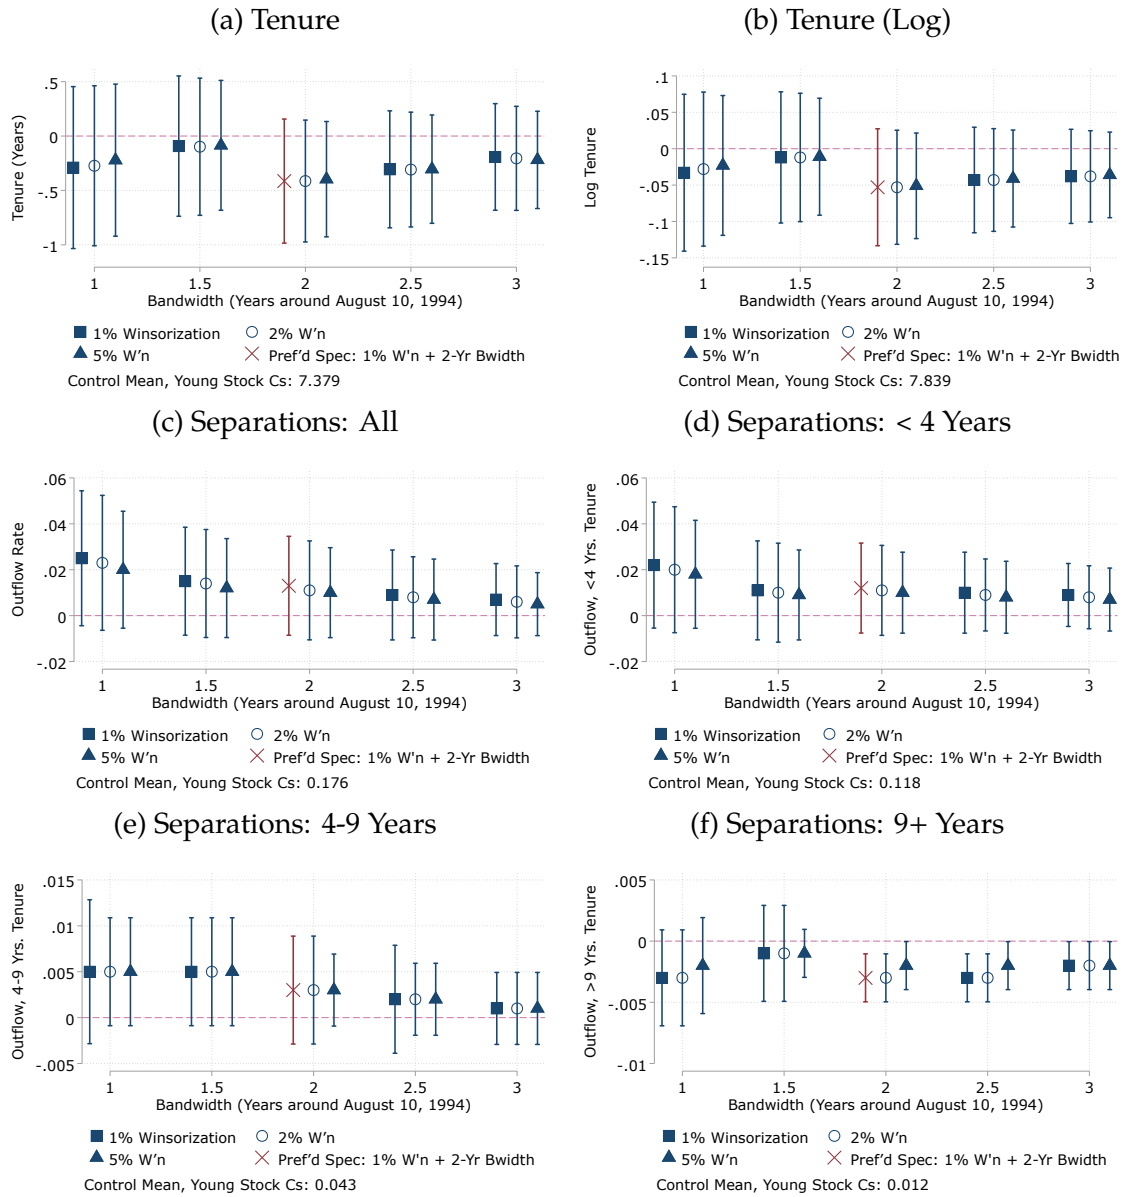 (a) Tenure
Tenure (Years)
.5
0
-.5
-1
1
1.5
2
2.5
3
Bandwidth (Years around August 10, 1994)
1% Winsorization
2% W'n
5% W'n
Pref'd Spec: 1% W'n + 2-Yr Bwidth
Control Mean, Young Stock Cs: 7.379
(b) Tenure (Log)
Log Tenure
.1
.05
0
-.05
-.1
-.15
1
1.5
2
2.5
3
Bandwidth (Years around August 10, 1994)
1% Winsorization
2% W'n
5% W'n
Pref'd Spec: 1% W'n + 2-Yr Bwidth
Control Mean, Young Stock Cs: 7.839
(c) Separations: All
Outflow Rate
.06
.04
.02
0
-.02
1
1.5
2
2.5
3
Bandwidth (Years around August 10, 1994)
1% Winsorization
2% W'n
5% W'n
Pref'd Spec: 1% W'n + 2-Yr Bwidth
Control Mean, Young Stock Cs: 0.176
(d) Separations: < 4 Years
Outflow, <4 Yrs. Tenure
.06
.04
.02
0
-.02
1
1.5
2
2.5
3
Bandwidth (Years around August 10, 1994)
1% Winsorization
2% W'n
5% W'n
Pref'd Spec: 1% W'n + 2-Yr Bwidth
Control Mean, Young Stock Cs: 0.118
(e) Separations: 4-9 Years
Outflow, 4-9 Yrs. Tenure
.015
.01
.005
0
-.005
1
1.5
2
2.5
3
Bandwidth (Years around August 10, 1994)
1% Winsorization
2% W'n
5% W'n
Pref'd Spec: 1% W'n + 2-Yr Bwidth
Control Mean, Young Stock Cs: 0.043
(f) Separations: 9+ Years
Outflow, >9 Yrs. Tenure
.005
0
-.005
-.01
1
1.5
2
2.5
3
Bandwidth (Years around August 10, 1994)
1% Winsorization
2% W'n
5% W'n
Pref'd Spec: 1% W'n + 2-Yr Bwidth
Control Mean, Young Stock Cs: 0.012